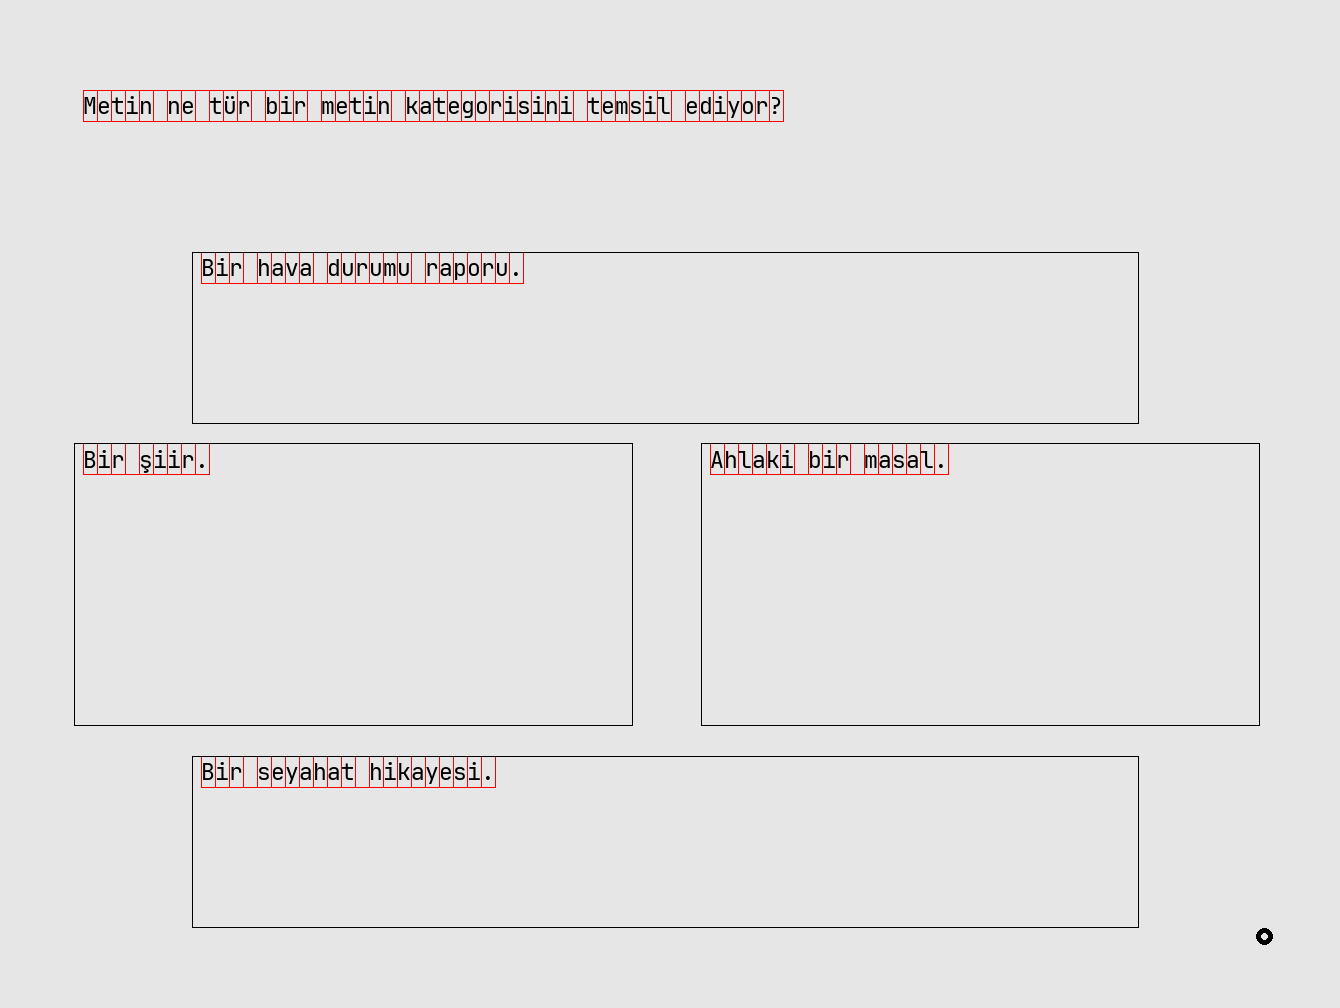 Metin ne tür bir metin kategorisini temsil ediyor?
Bir hava durumu raporu.
Bir şiir.
Ahlaki bir masal.
Bir seyahat hikayesi.